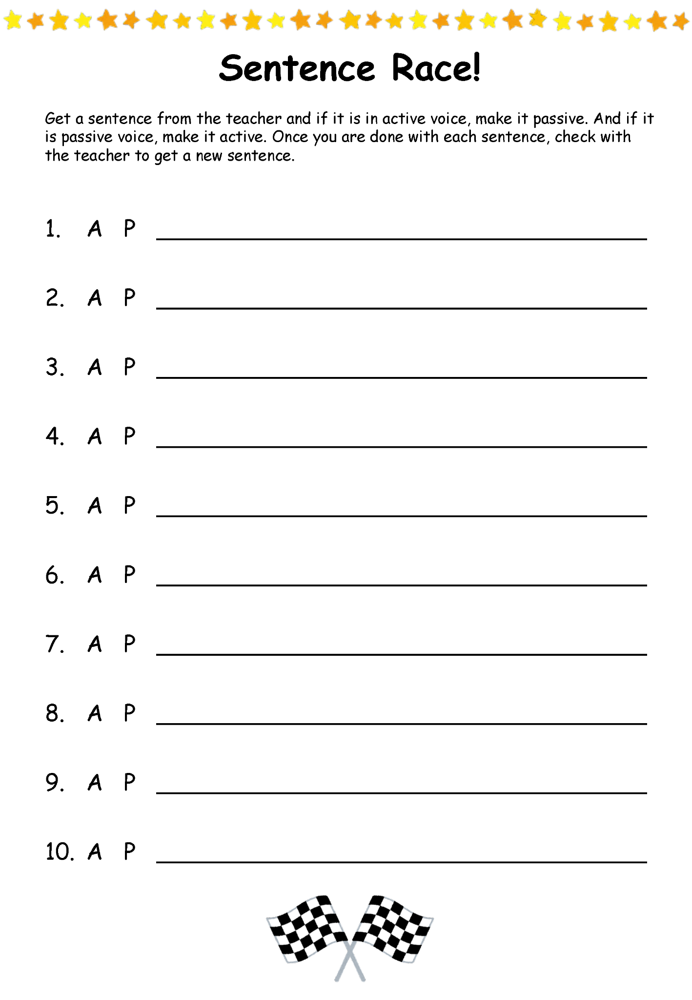 Sentence Race!
Get a sentence from the teacher and if it is in active voice, make it passive. And if it
is passive voice, make it active. Once you are done with each sentence, check with
the teacher to get a new sentence.
1. A P
2. A P
3. A P
4. A P
5. A P
6. A P
7. A P
8. A P
9. A P
10. A P